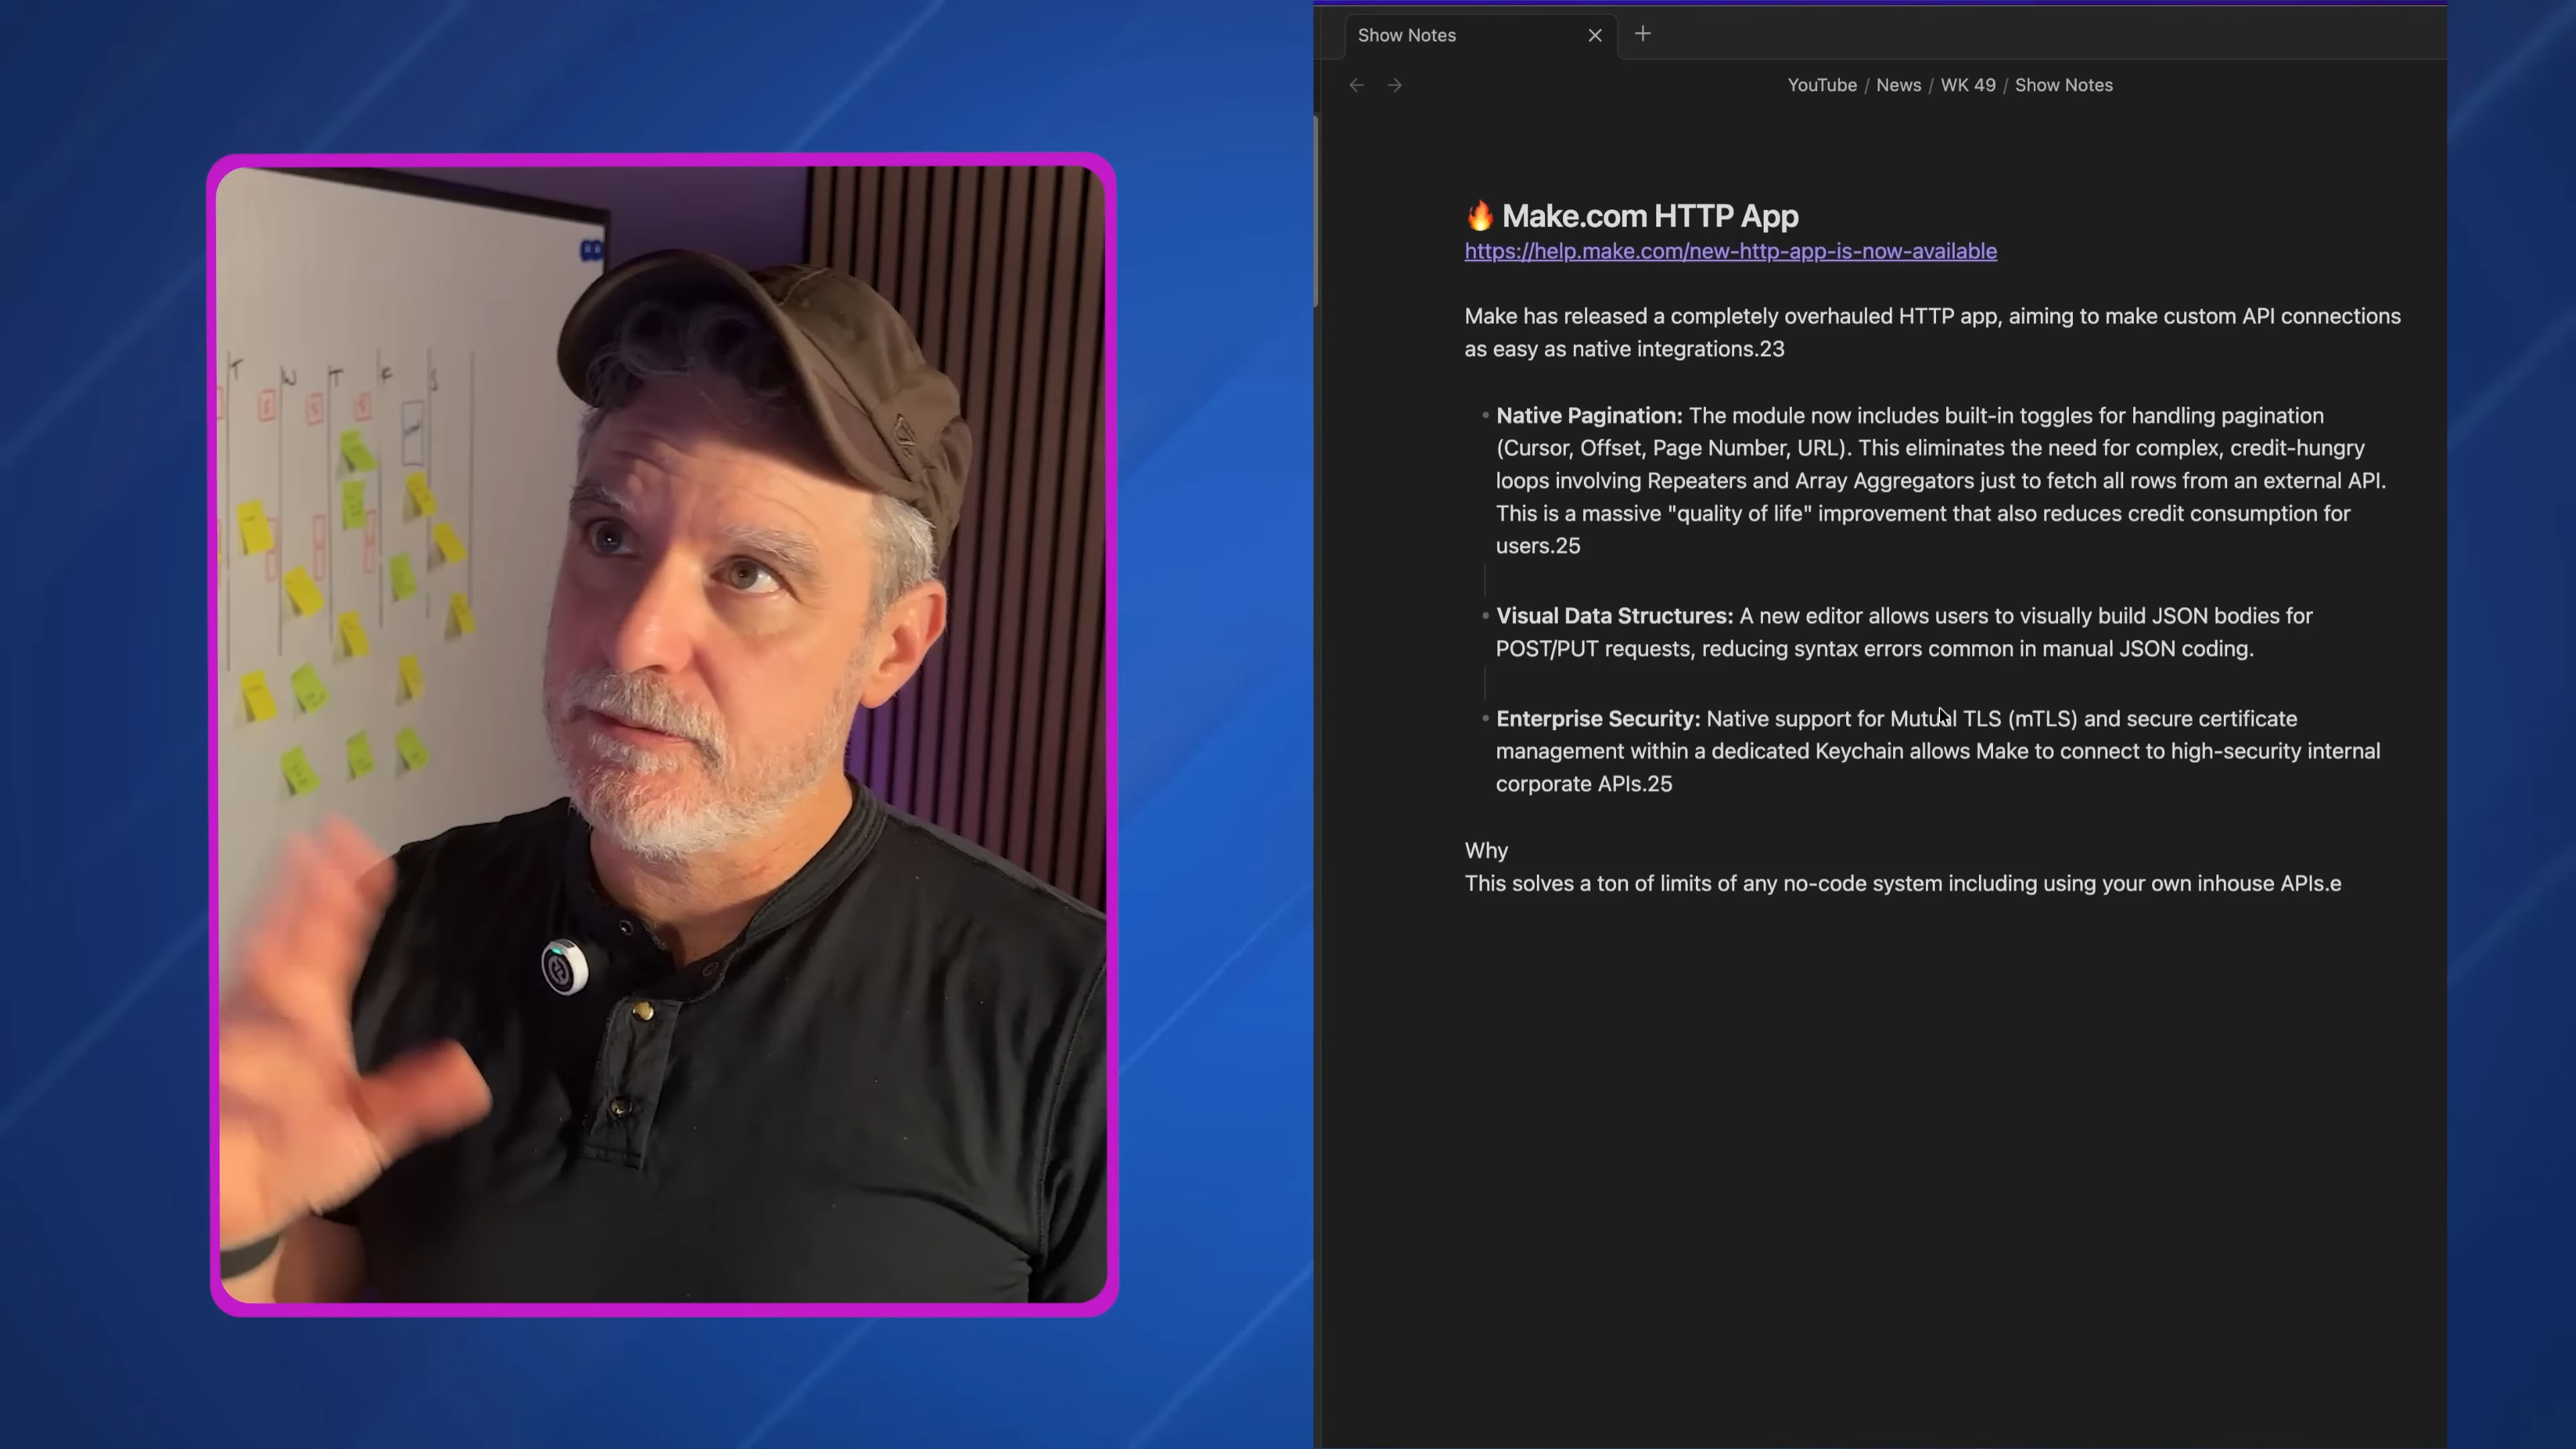 Show Notes
YouTube / News / WK 49 / Show Notes
🔥 Make.com HTTP App
https://help.make.com/new-http-app-is-now-available
Make has released a completely overhauled HTTP app, aiming to make custom API connections
as easy as native integrations.23
• Native Pagination: The module now includes built-in toggles for handling pagination
(Cursor, Offset, Page Number, URL). This eliminates the need for complex, credit-hungry
loops involving Repeaters and Array Aggregators just to fetch all rows from an external API.
This is a massive "quality of life" improvement that also reduces credit consumption for
users.25
• Visual Data Structures: A new editor allows users to visually build JSON bodies for
POST/PUT requests, reducing syntax errors common in manual JSON coding.
• Enterprise Security: Native support for Mutual TLS (mTLS) and secure certificate
management within a dedicated Keychain allows Make to connect to high-security internal
corporate APIs.25
Why
This solves a ton of limits of any no-code system including using your own inhouse APIs.e
T W T F S